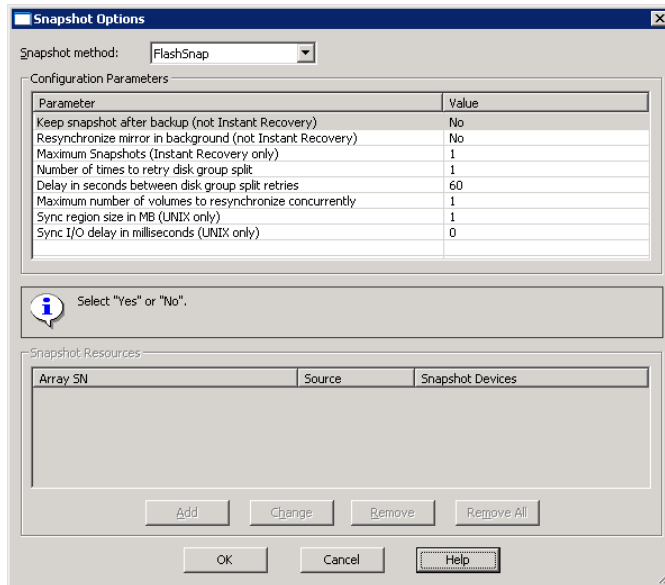 Snapshot Options
Snapshot method: FlashSnap
Configuration Parameters
Parameter Value
Keep snapshot after backup (not Instant Recovery) No
Resynchronize mirror in background (not Instant Recovery) No
Maximum Snapshots (Instant Recovery only) 1
Number of times to retry disk group split 1
Delay in seconds between disk group split retries 60
Maximum number of volumes to resynchronize concurrently 1
Sync region size in MB (UNIX only) 1
Sync I/O delay in milliseconds (UNIX only) 0
Select "Yes" or "No".
Snapshot Resources
Array SN Source Snapshot Devices
Add Change Remove Remove All
OK Cancel Help